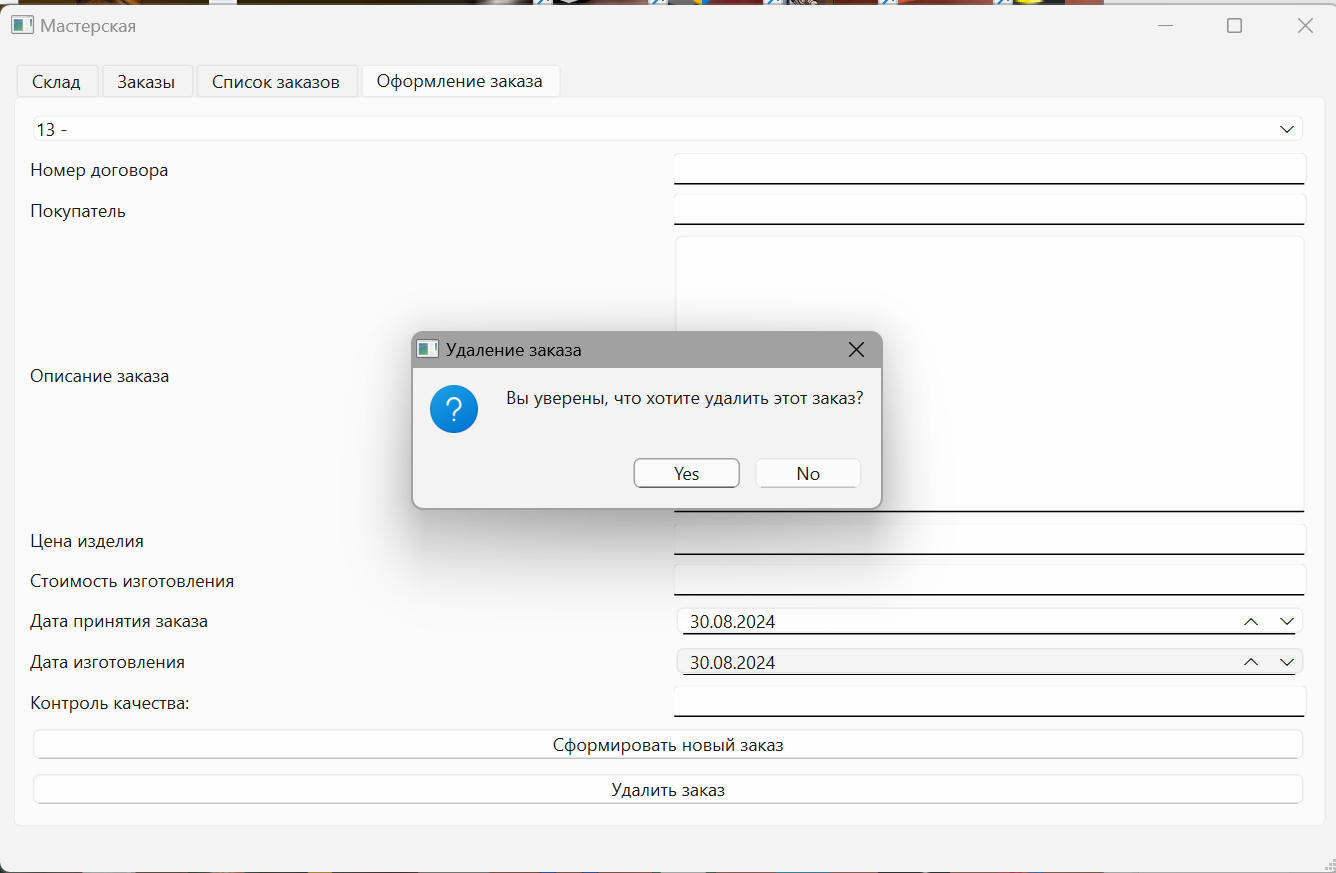 Мастерская
Склад Заказы Список заказов Оформление заказа
13 -
Номер договора
Покупатель
Удаление заказа
Вы уверены, что хотите удалить этот заказ?
Описание заказа
Yes No
Цена изделия
Стоимость изготовления
Дата принятия заказа 30.08.2024
Дата изготовления 30.08.2024
Контроль качества:
Сформировать новый заказ
Удалить заказ